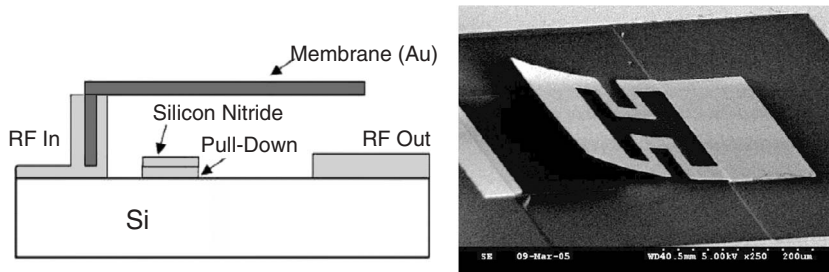 Membrane (Au)
Silicon Nitride
RF In
Pull-Down
RF Out
Si
SE 09-Mar-05 WD40.5mm 5.00kV x250 200um